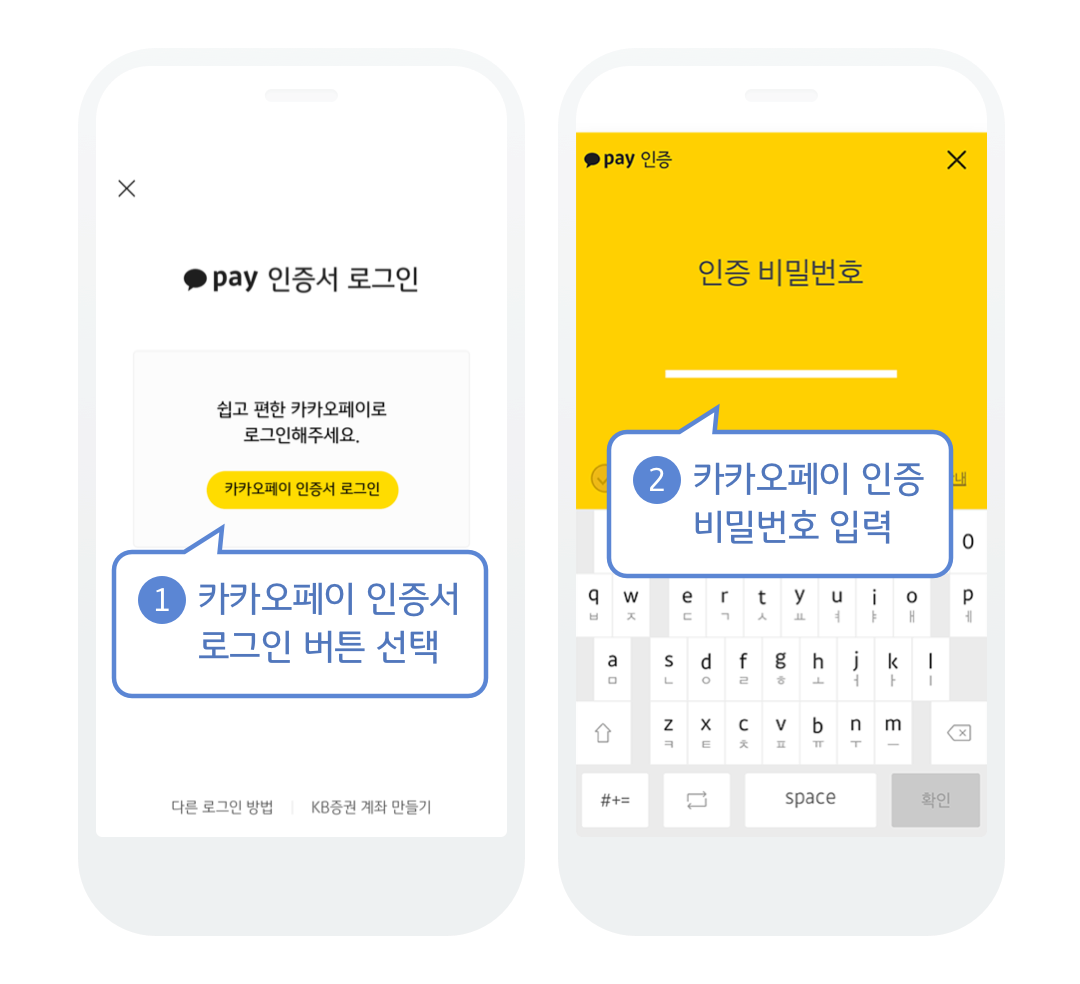 pay 인증서 로그인
쉽고 편한 카카오페이로
로그인해주세요.
카카오페이 인증서 로그인
1 카카오페이 인증서
로그인 버튼 선택
다른 로그인 방법 | KB증권 계좌 만들기
pay 인증
인증 비밀번호
2 카카오페이 인증
비밀번호 입력
0
q w e r t y u i o p
ㅂ ㅈ ㄷ ㄱ ㅅ ㅛ ㅕ ㅑ ㅐ ㅔ
a s d f g h j k l
ㅁ ㄴ ㅇ ㄹ ㅎ ㅗ ㅓ ㅏ ㅣ
z x c v b n m
ㅋ ㅌ ㅊ ㅍ ㅠ ㅜ ㅡ
#+= space 확인